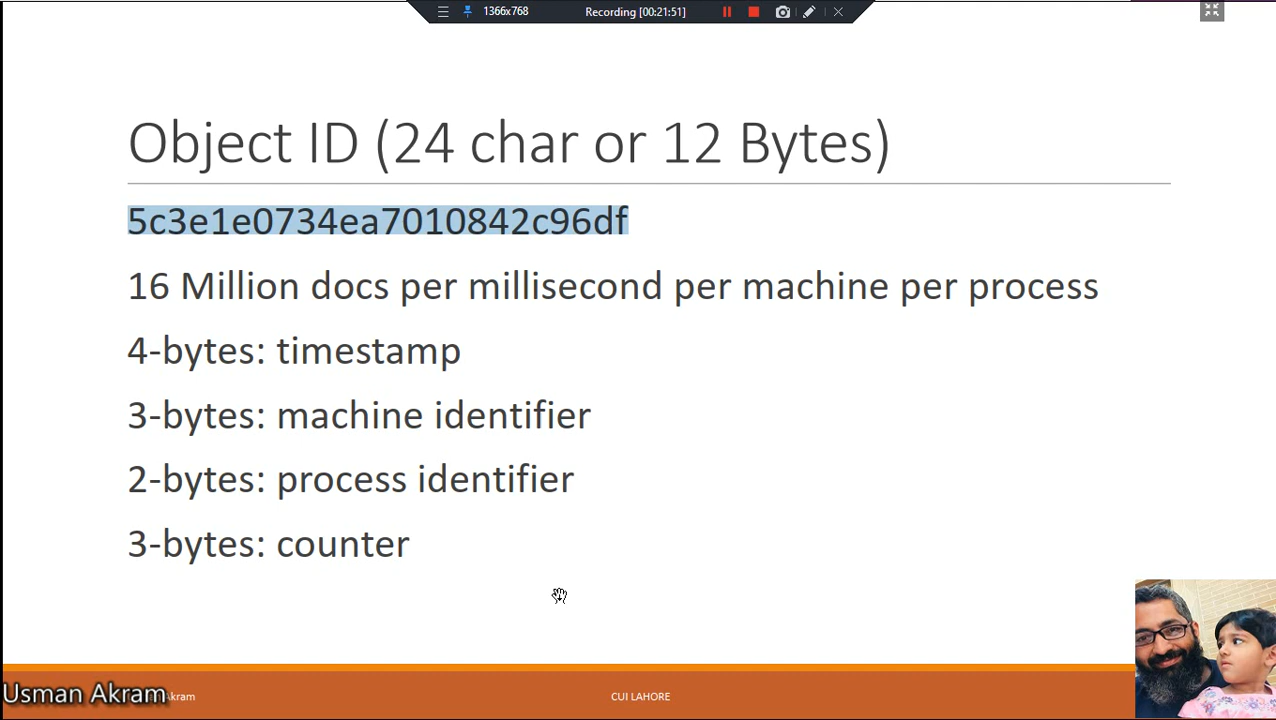 1366x768 Recording [00:21:51]
Object ID (24 char or 12 Bytes)
5c3e1e0734ea7010842c96df
16 Million docs per millisecond per machine per process
4-bytes: timestamp
3-bytes: machine identifier
2-bytes: process identifier
3-bytes: counter
Usman Akram
Akram
CUI LAHORE